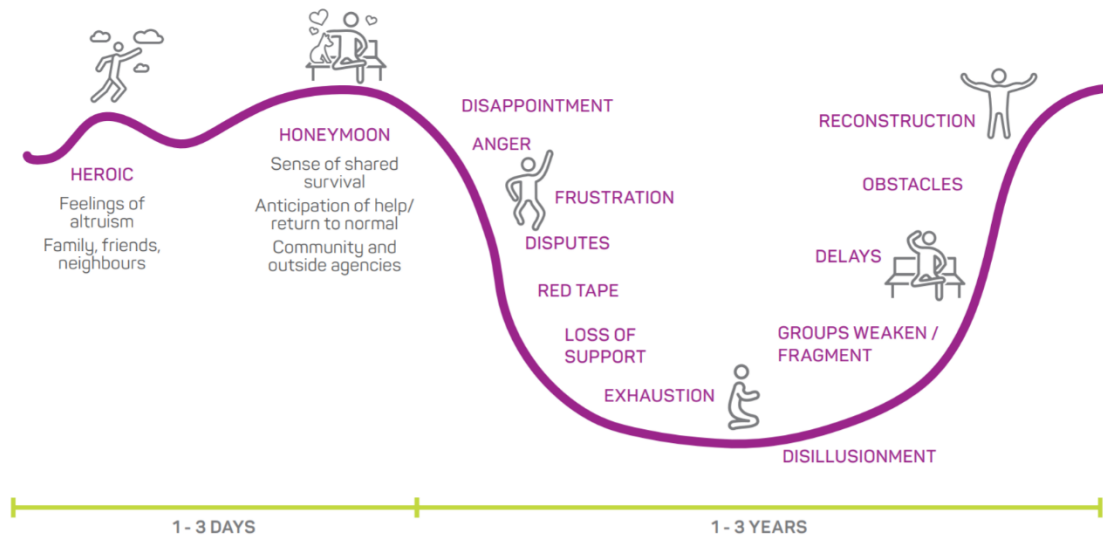 HEROIC
Feelings of
altruism
Family, friends,
neighbours
HONEYMOON
Sense of shared
survival
Anticipation of help/
return to normal
Community and
outside agencies
DISAPPOINTMENT
ANGER
FRUSTRATION
DISPUTES
RED TAPE
LOSS OF
SUPPORT
EXHAUSTION
DISILLUSIONMENT
GROUPS WEAKEN /
FRAGMENT
DELAYS
OBSTACLES
RECONSTRUCTION
1 - 3 DAYS
1 - 3 YEARS